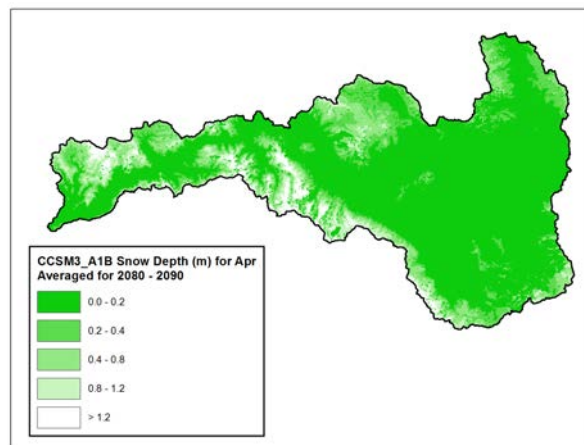 CCSM3_A1B Snow Depth (m) for Apr
Averaged for 2080 - 2090
0.0 - 0.2
0.2 - 0.4
0.4 - 0.8
0.8 - 1.2
> 1.2